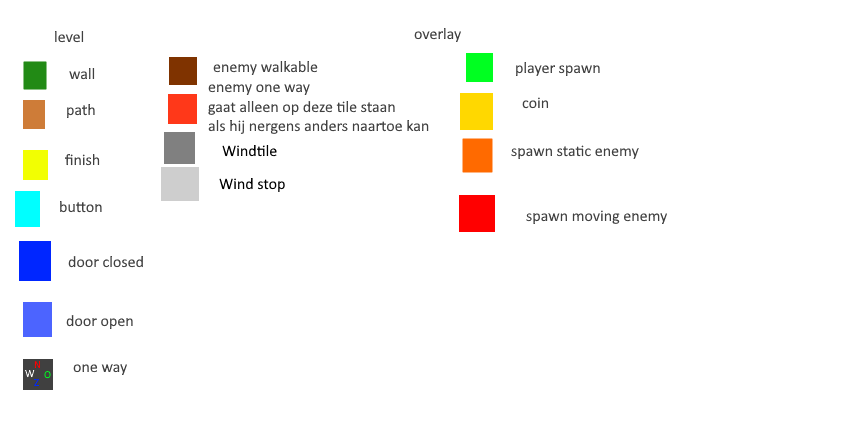 level
wall
path
finish
button
door closed
door open
W N O Z
one way
enemy walkable
enemy one way
gaat alleen op deze tile staan
als hij nergens anders naartoe kan
Windtile
Wind stop
overlay
player spawn
coin
spawn static enemy
spawn moving enemy